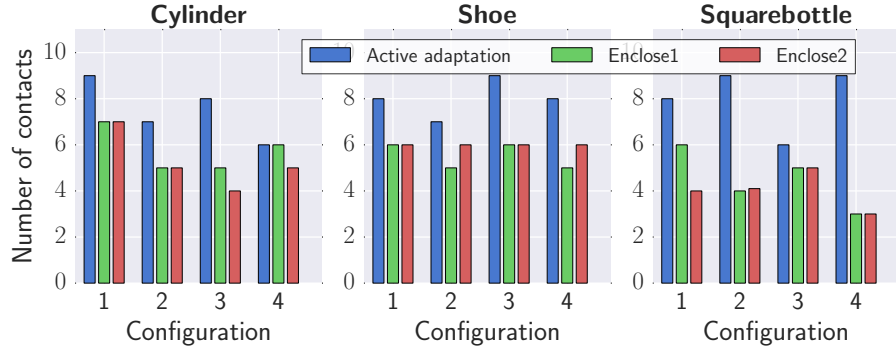 Cylinder Shoe Squarebottle
Active adaptation Enclose1 Enclose2
Number of contacts
10 10 10
8 8 8
6 6 6
4 4 4
2 2 2
0 0 0
1 2 3 4 1 2 3 4 1 2 3 4
Configuration Configuration Configuration